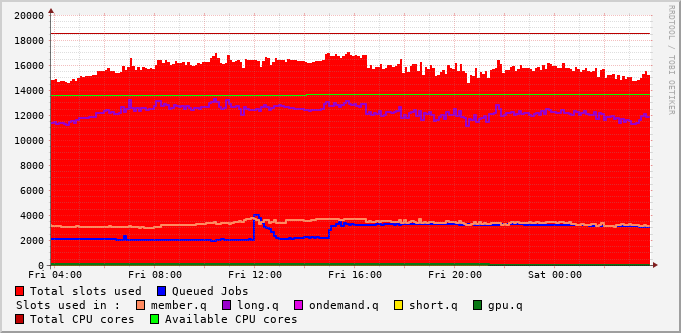 20000
18000
16000
14000
12000
10000
8000
6000
4000
2000
0
Fri 04:00 Fri 08:00 Fri 12:00 Fri 16:00 Fri 20:00 Sat 00:00
Total slots used Queued Jobs
Slots used in : member.q long.q ondemand.q short.q gpu.q
Total CPU cores Available CPU cores
RRDTOOL / TOBI OETIKER